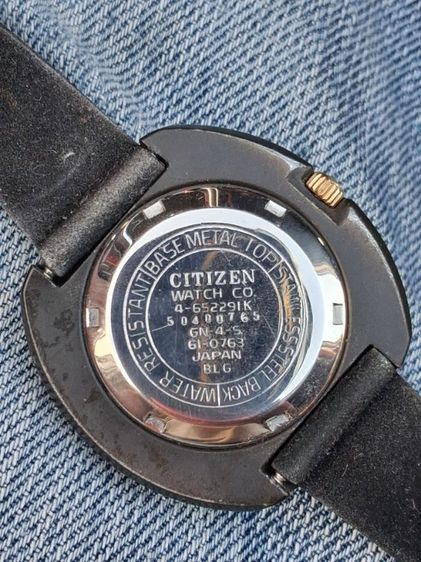 CITIZEN
WATCH CO.
4-652291K
50400765
GN-4-S
61-0763
JAPAN
BLG
WATER RESISTANT|BASE METAL TOP|STAINLESS STEEL BACK|